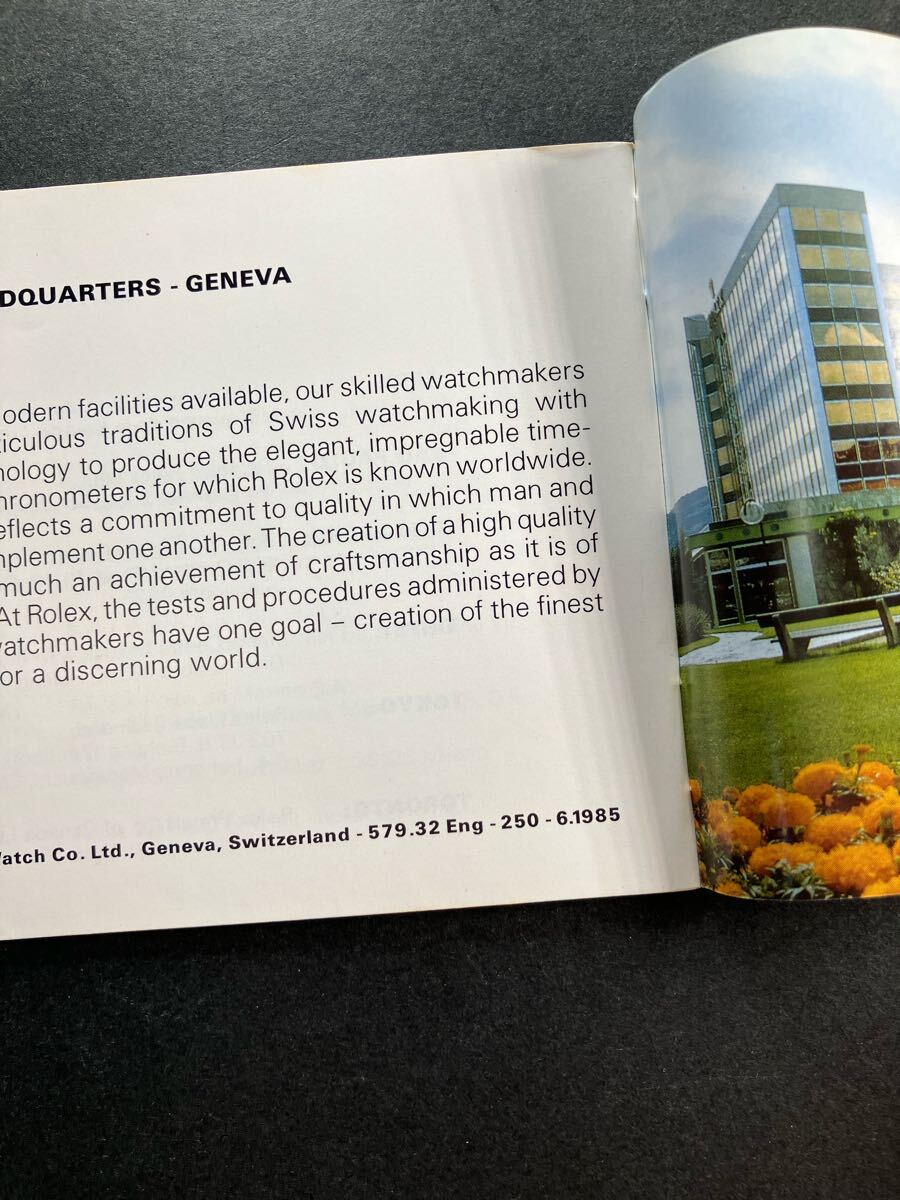 DQUARTERS - GENEVA
odern facilities available, our skilled watchmakers
ticulous traditions of Swiss watchmaking with
nology to produce the elegant, impregnable time-
hronometers for which Rolex is known worldwide.
eflects a commitment to quality in which man and
mplement one another. The creation of a high quality
much an achievement of craftsmanship as it is of
At Rolex, the tests and procedures administered by
watchmakers have one goal – creation of the finest
or a discerning world.
Watch Co. Ltd., Geneva, Switzerland - 579.32 Eng - 250 - 6.1985